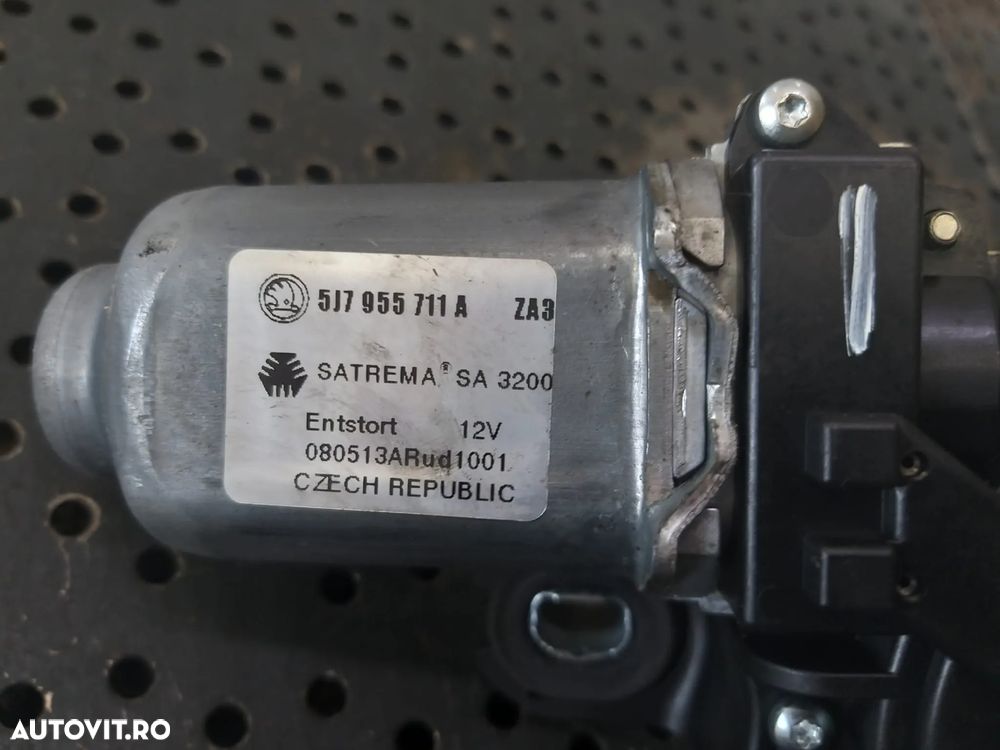 5J7 955 711 A ZA3
SATREMA® SA 3200
Entstort 12V
080513ARud1001
CZECH REPUBLIC
AUTOVIT.RO